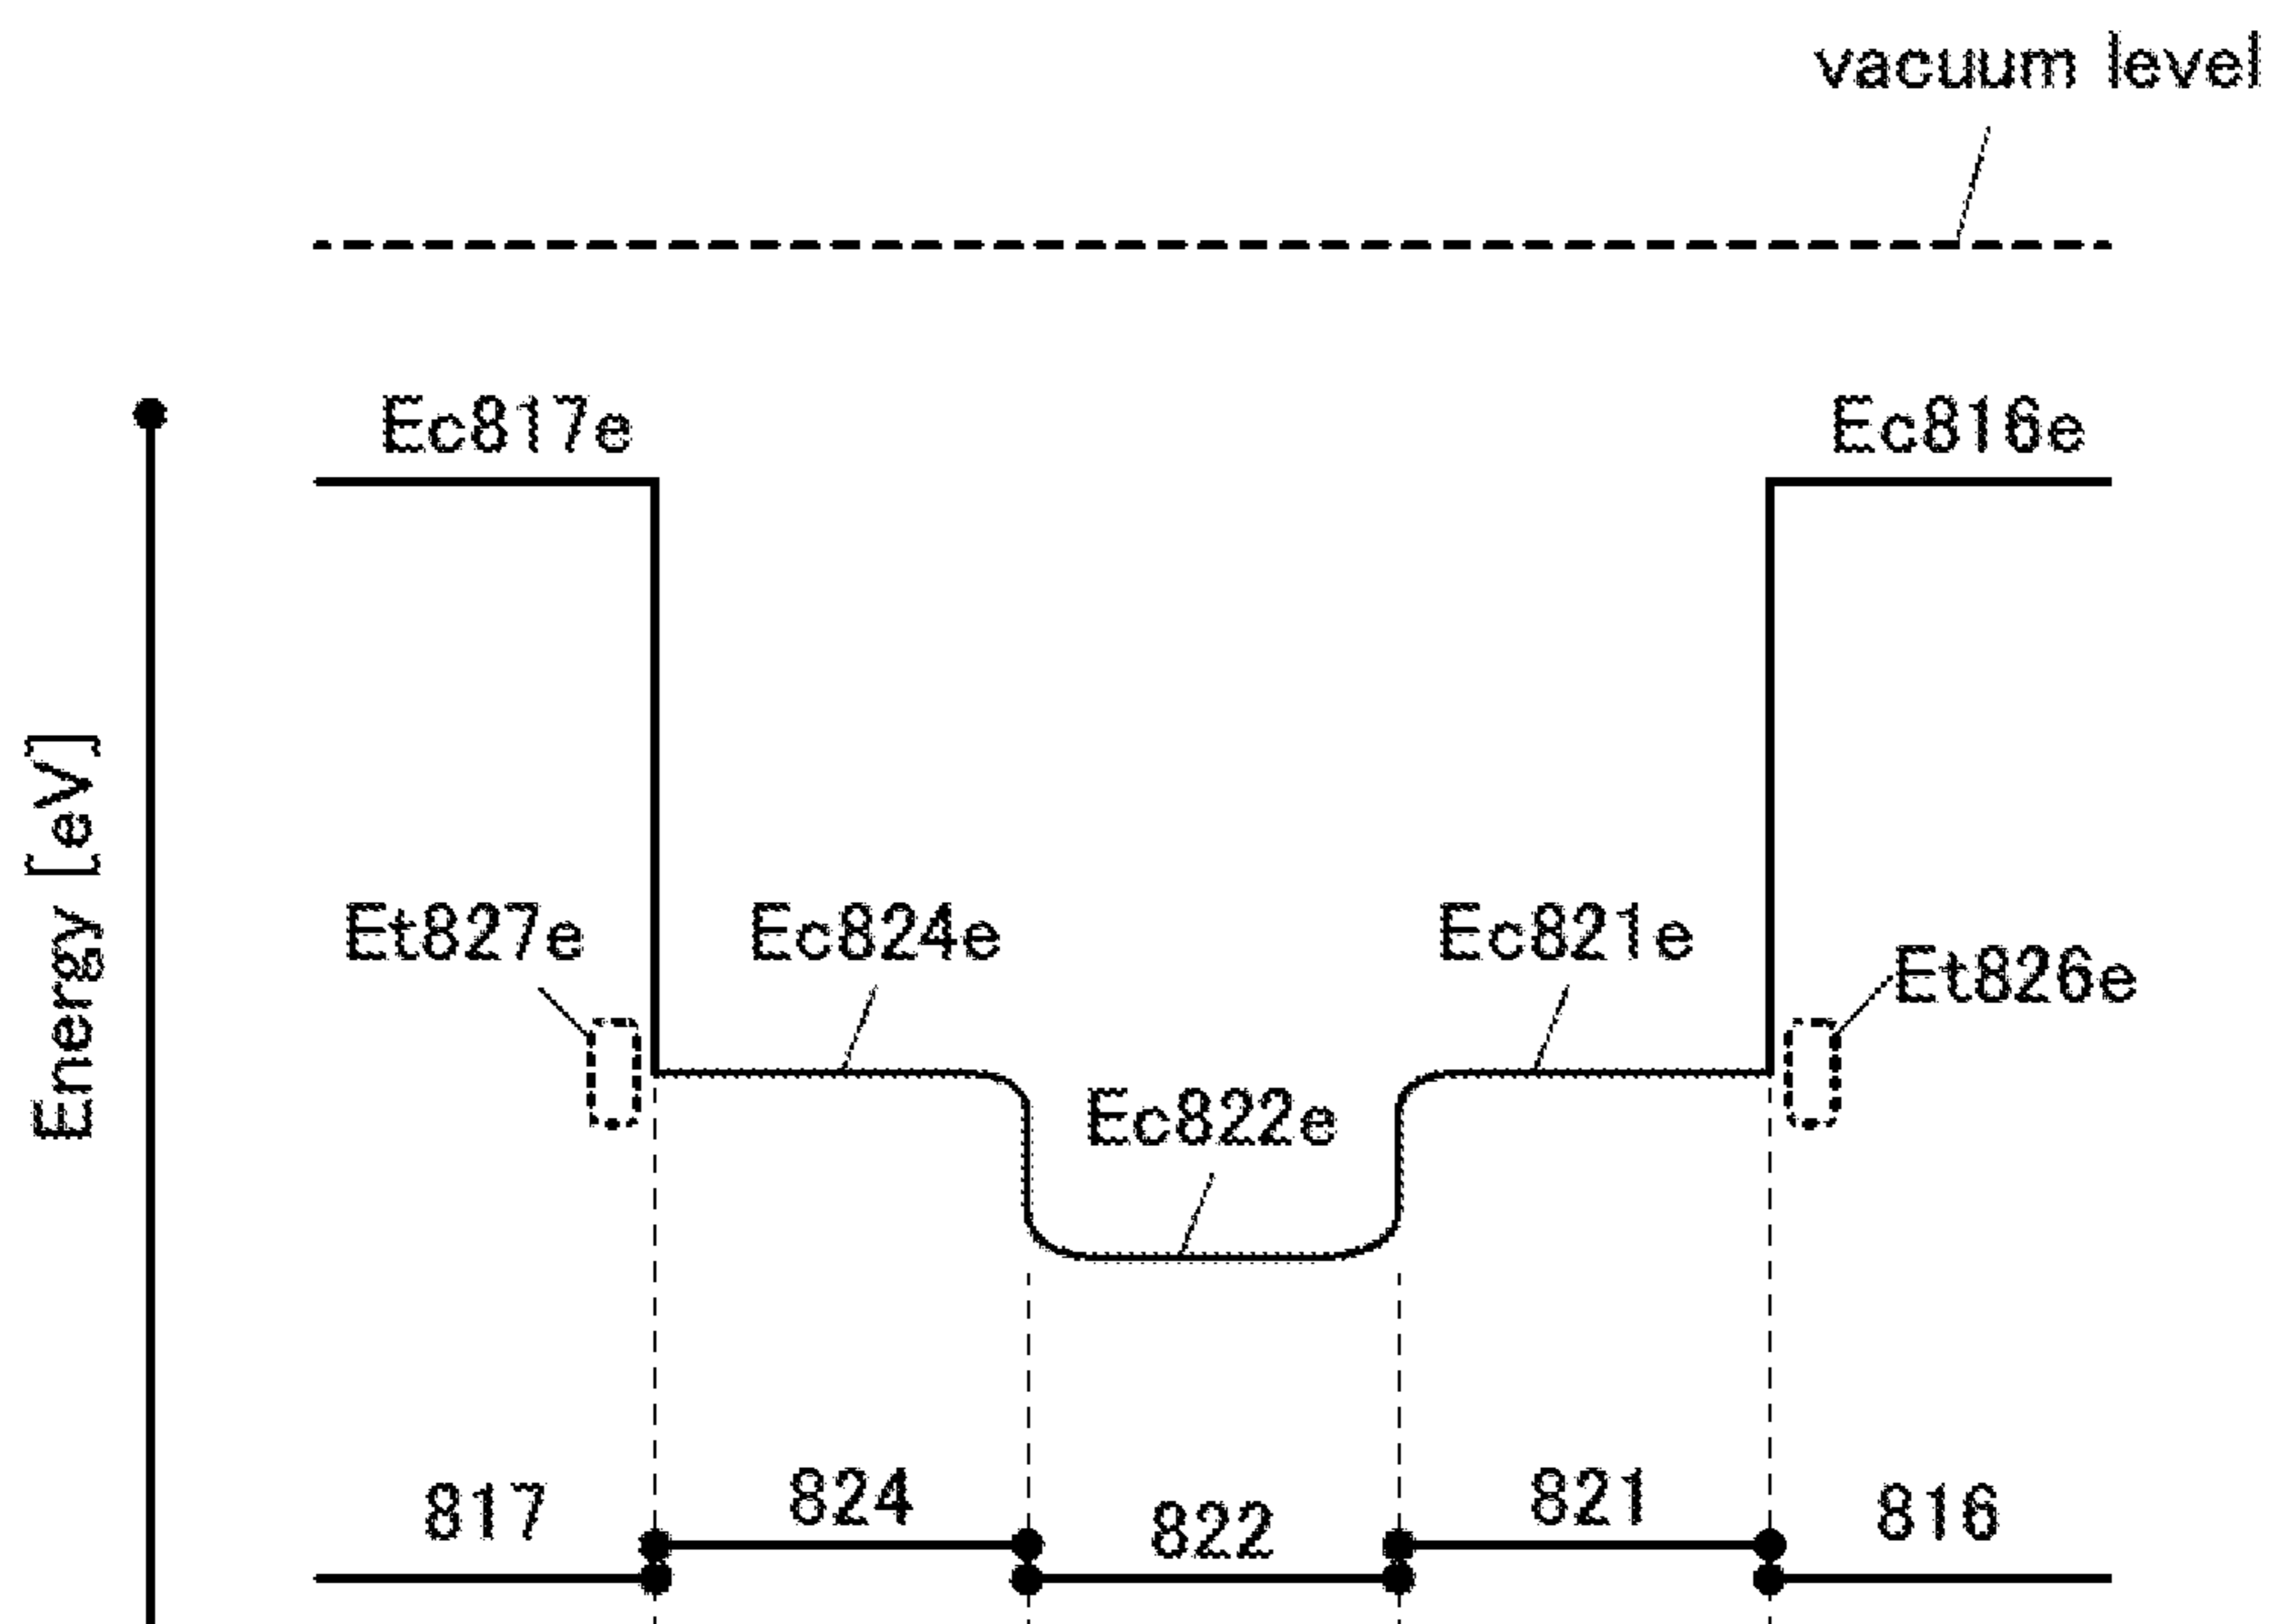 vacuum level
Ec817e
Ec816e
Energy [eV]
Et827e
Ec824e
Ec821e
Et826e
Ec822e
817
824
822
821
816